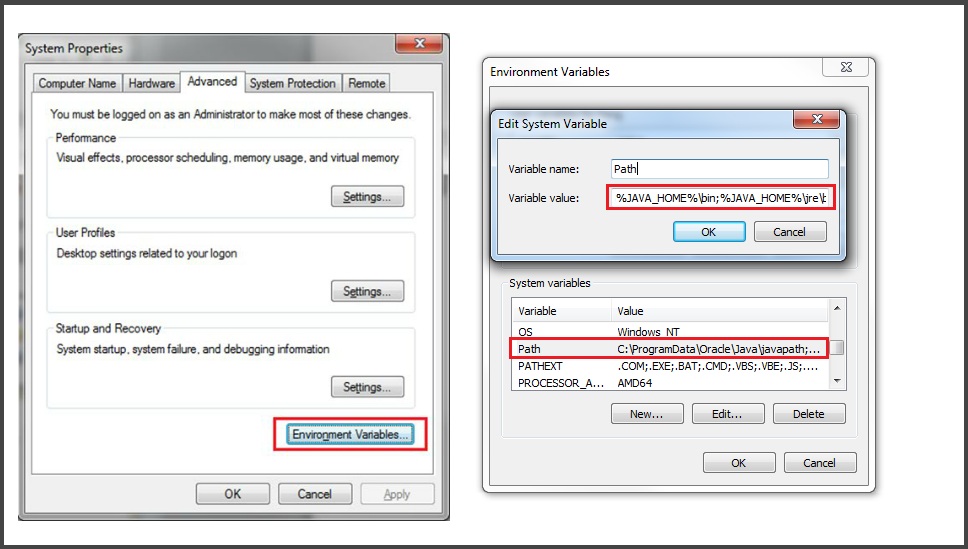 System Properties
Computer Name Hardware Advanced System Protection Remote
You must be logged on as an Administrator to make most of these changes.
Performance
Visual effects, processor scheduling, memory usage, and virtual memory
Settings...
User Profiles
Desktop settings related to your logon
Settings...
Startup and Recovery
System startup, system failure, and debugging information
Settings...
Environment Variables...
OK Cancel Apply
Environment Variables
Edit System Variable
Variable name: Path
Variable value: %JAVA_HOME%\bin;%JAVA_HOME%\jre\b
OK Cancel
System variables
Variable Value
OS Windows_NT
Path C:\ProgramData\Oracle\Java\javapath;...
PATHEXT .COM;.EXE;.BAT;.CMD;.VBS;.VBE;.JS;....
PROCESSOR_A... AMD64
New... Edit... Delete
OK Cancel